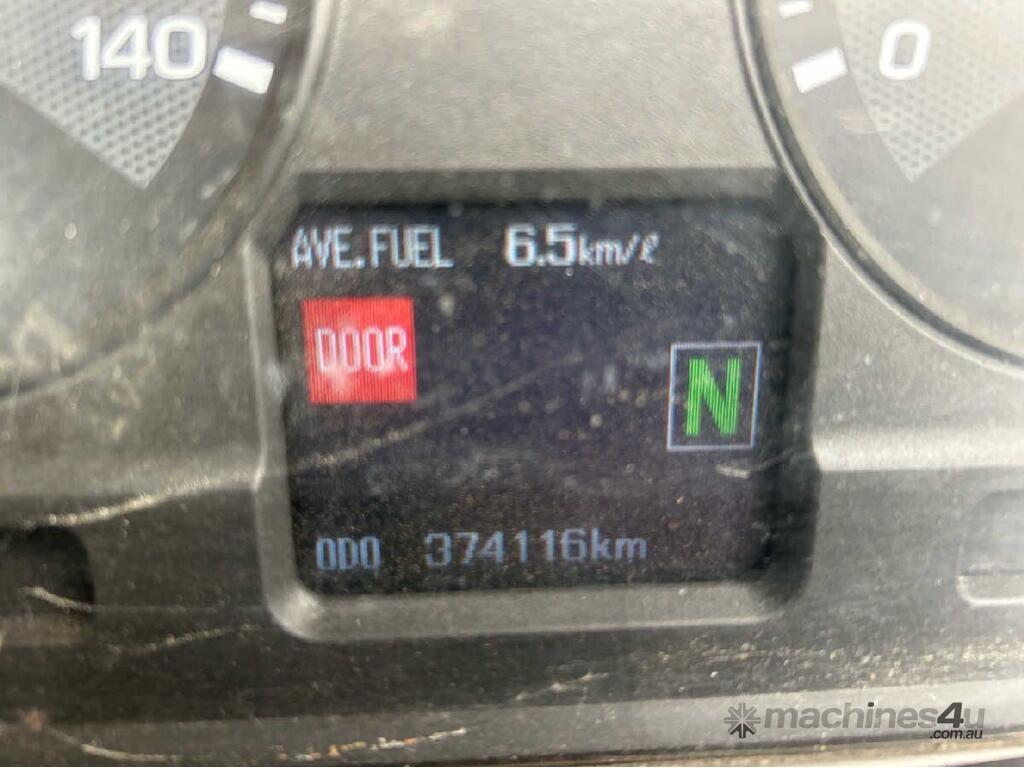 140
0
AVE.FUEL 6.5km/ℓ
DOOR
N
ODO 374116km
machines4u
.com.au